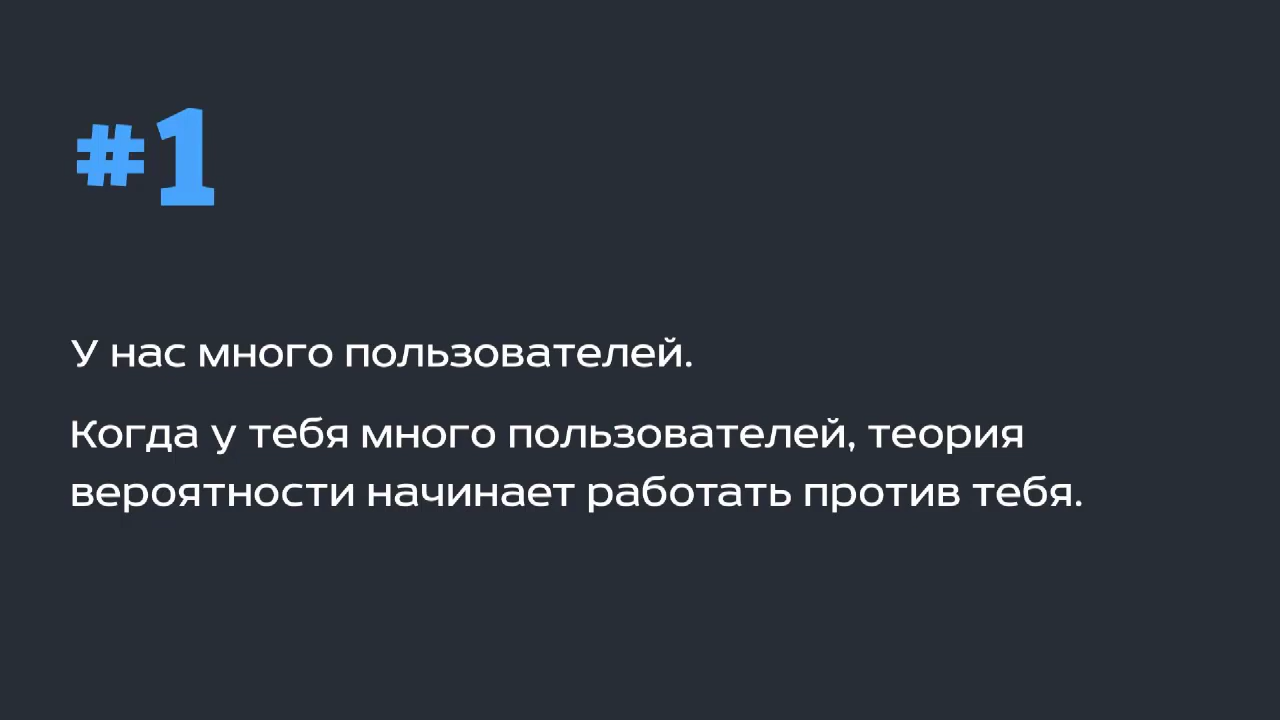 #1
У нас много пользователей.
Когда у тебя много пользователей, теория
вероятности начинает работать против тебя.